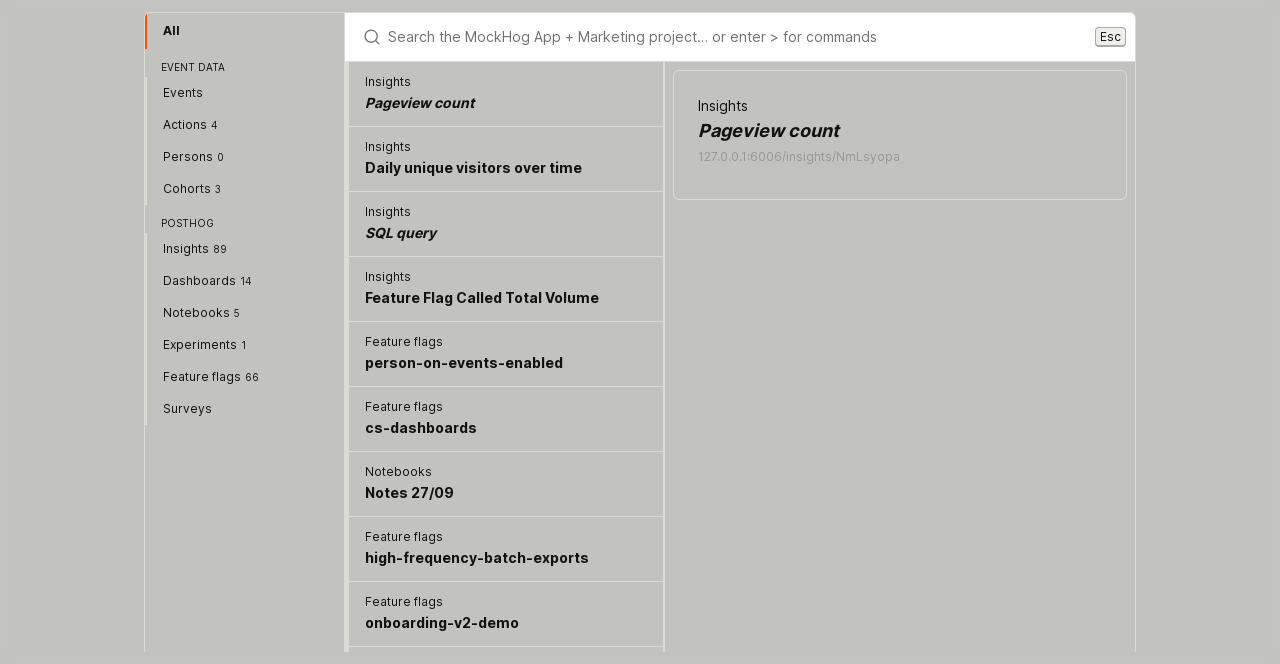 All
EVENT DATA
Events
Actions 4
Persons 0
Cohorts 3
POSTHOG
Insights 89
Dashboards 14
Notebooks 5
Experiments 1
Feature flags 66
Surveys
Search the MockHog App + Marketing project… or enter > for commands
Esc
Insights
Pageview count
Insights
Daily unique visitors over time
Insights
SQL query
Insights
Feature Flag Called Total Volume
Feature flags
person-on-events-enabled
Feature flags
cs-dashboards
Notebooks
Notes 27/09
Feature flags
high-frequency-batch-exports
Feature flags
onboarding-v2-demo
Insights
Pageview count
127.0.0.1:6006/insights/NmLsyopa